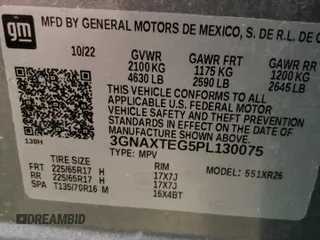 gm
MFD BY GENERAL MOTORS DE MEXICO, S. DE R.L. DE C
10/22 GVWR GAWR FRT GAWR RR
2100 KG 1175 KG 1200 KG
4630 LB 2590 LB 2645 LB
THIS VEHICLE CONFORMS TO ALL APPLICABLE
U.S. FEDERAL MOTOR VEHICLE SAFETY
STANDARDS IN EFFECT ON THE DATE OF
MANUFACTURE SHOWN ABOVE.
3GNAXTEG5PL130075
130H TYPE: MPV MODEL: 551XR26
TIRE SIZE RIM
FRT 225/65R17 H 17X7J
RR 225/65R17 H 17X7J
SPA T135/70R16 M 16X4BT
DREAMBID